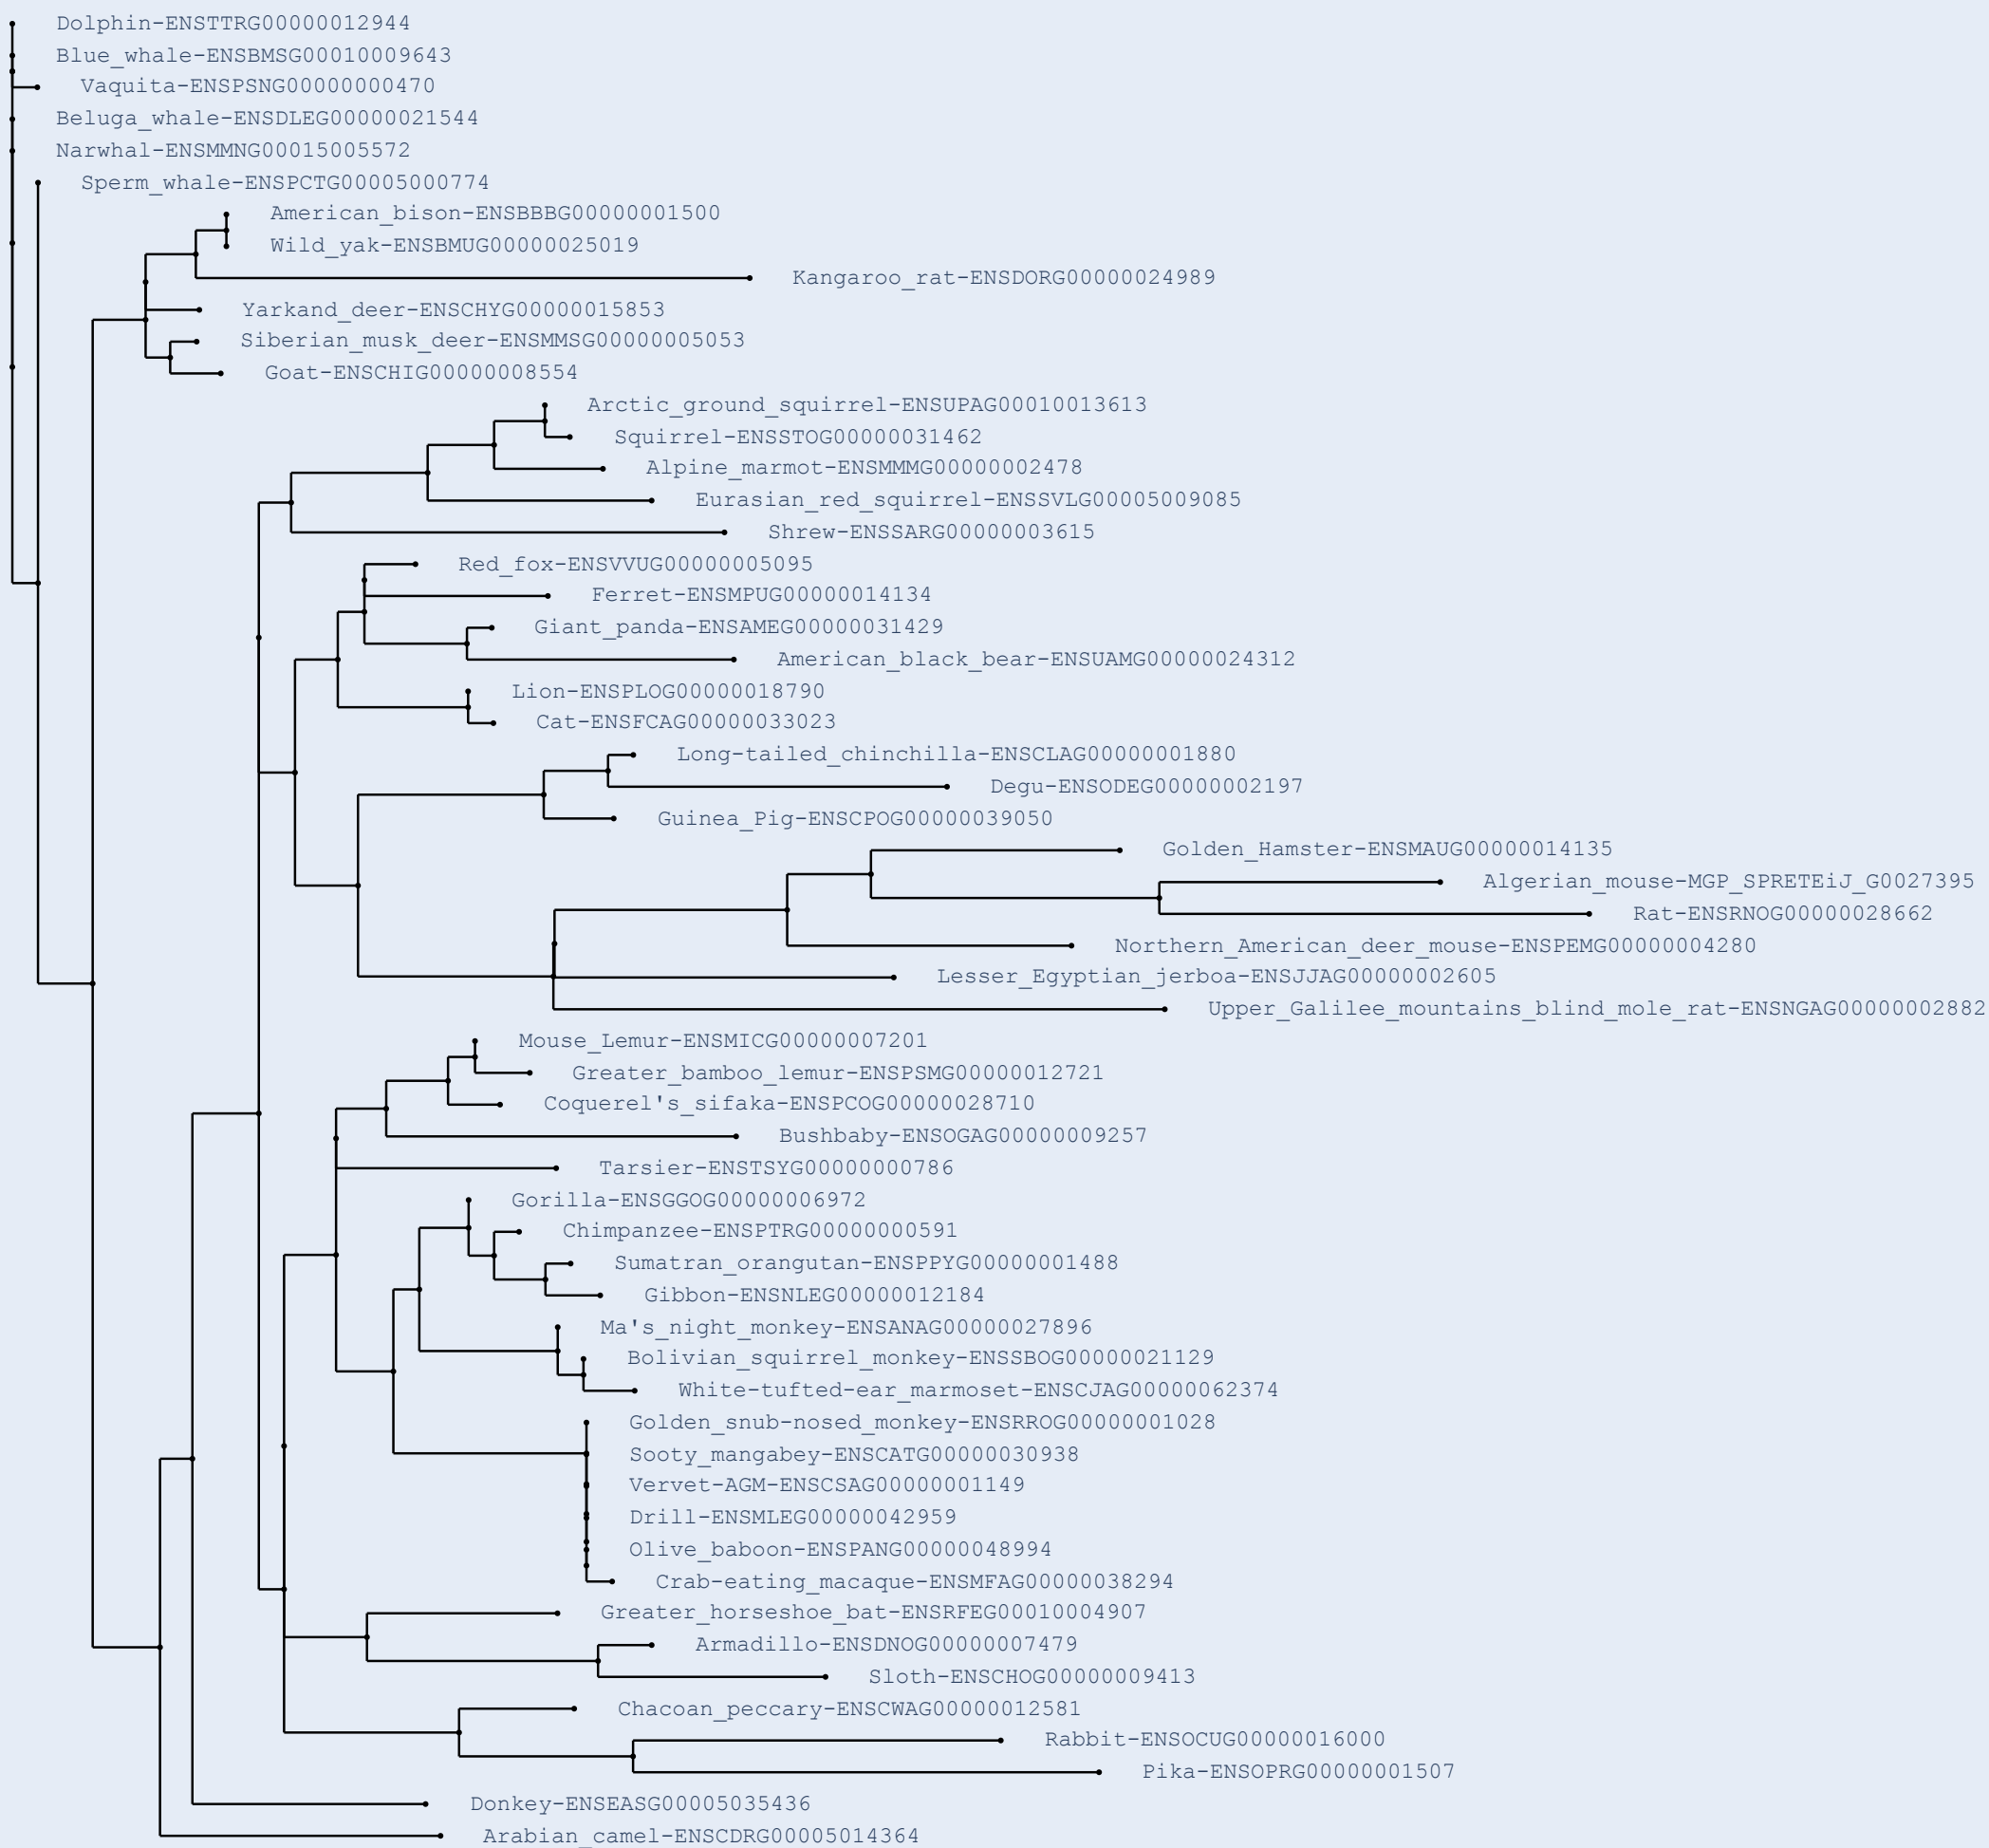 Dolphin-ENSTTRG00000012944
Blue_whale-ENSBMSG00010009643
Vaquita-ENSPSNG00000000470
Beluga_whale-ENSDLEG00000021544
Narwhal-ENSMMNG00015005572
Sperm_whale-ENSPCTG00005000774
American_bison-ENSBBBG00000001500
Wild_yak-ENSBMUG00000025019
Kangaroo_rat-ENSDORG00000024989
Yarkand_deer-ENSCHYG00000015853
Siberian_musk_deer-ENSMMSG00000005053
Goat-ENSCHIG00000008554
Arctic_ground_squirrel-ENSUPAG00010013613
Squirrel-ENSSTOG00000031462
Alpine_marmot-ENSMMMG00000002478
Eurasian_red_squirrel-ENSSVLG00005009085
Shrew-ENSSARG00000003615
Red_fox-ENSVVUG00000005095
Ferret-ENSMPUG00000014134
Giant_panda-ENSAMEG00000031429
American_black_bear-ENSUAMG00000024312
Lion-ENSPLOG00000018790
Cat-ENSFCAG00000033023
Long-tailed_chinchilla-ENSCLAG00000001880
Degu-ENSODEG00000002197
Guinea_Pig-ENSCPOG00000039050
Golden_Hamster-ENSMAUG00000014135
Algerian_mouse-MGP_SPRETEiJ_G0027395
Rat-ENSRNOG00000028662
Northern_American_deer_mouse-ENSPEMG00000004280
Lesser_Egyptian_jerboa-ENSJJAG00000002605
Upper_Galilee_mountains_blind_mole_rat-ENSNGAG00000002882
Mouse_Lemur-ENSMICG00000007201
Greater_bamboo_lemur-ENSPSMG00000012721
Coquerel's_sifaka-ENSPCOG00000028710
Bushbaby-ENSOGAG00000009257
Tarsier-ENSTSYG00000000786
Gorilla-ENSGGOG00000006972
Chimpanzee-ENSPTRG00000000591
Sumatran_orangutan-ENSPPYG00000001488
Gibbon-ENSNLEG00000012184
Ma's_night_monkey-ENSANAG00000027896
Bolivian_squirrel_monkey-ENSSBOG00000021129
White-tufted-ear_marmoset-ENSCJAG00000062374
Golden_snub-nosed_monkey-ENSRROG00000001028
Sooty_mangabey-ENSCATG00000030938
Vervet-AGM-ENSCSAG00000001149
Drill-ENSMLEG00000042959
Olive_baboon-ENSPANG00000048994
Crab-eating_macaque-ENSMFAG00000038294
Greater_horseshoe_bat-ENSRFEG00010004907
Armadillo-ENSDNOG00000007479
Sloth-ENSCHOG00000009413
Chacoan_peccary-ENSCWAG00000012581
Rabbit-ENSOCUG00000016000
Pika-ENSOPRG00000001507
Donkey-ENSEASG00005035436
Arabian_camel-ENSCDRG00005014364